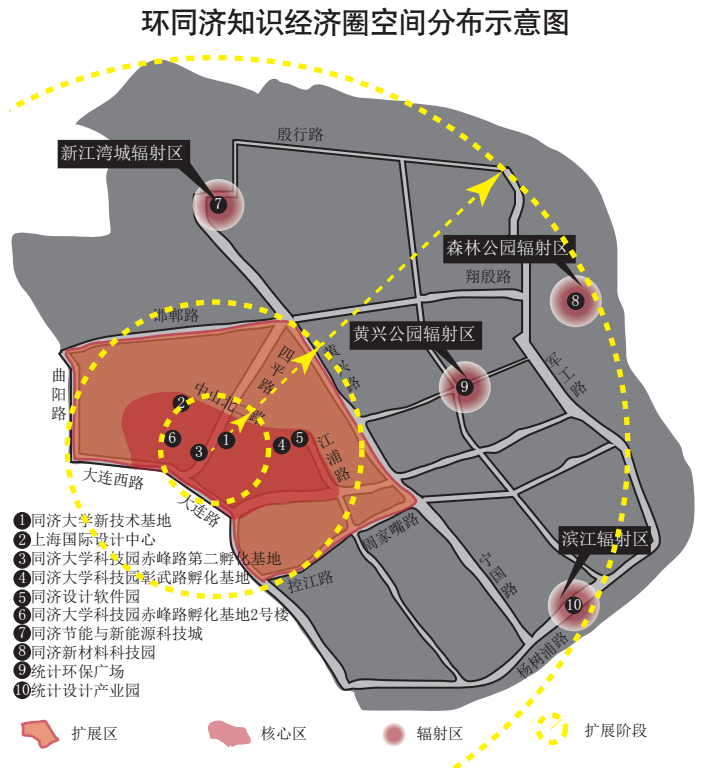 环同济知识经济圈空间分布示意图
殷行路
新江湾城辐射区
7
森林公园辐射区
翔殷路
8
邯郸路
黄兴公园辐射区
四平路
黄兴路
军工路
曲阳路
9
中山北一路
2
6
3
1
4
5
江浦路
大连西路
大连路
周家嘴路
宁国路
滨江辐射区
控江路
10
杨树浦路
1同济大学新技术基地
2上海国际设计中心
3同济大学科技园赤峰路第二孵化基地
4同济大学科技园彰武路孵化基地
5同济设计软件园
6同济大学科技园赤峰路孵化基地2号楼
7同济节能与新能源科技城
8同济新材料科技园
9统计环保广场
10统计设计产业园
扩展区
核心区
辐射区
扩展阶段